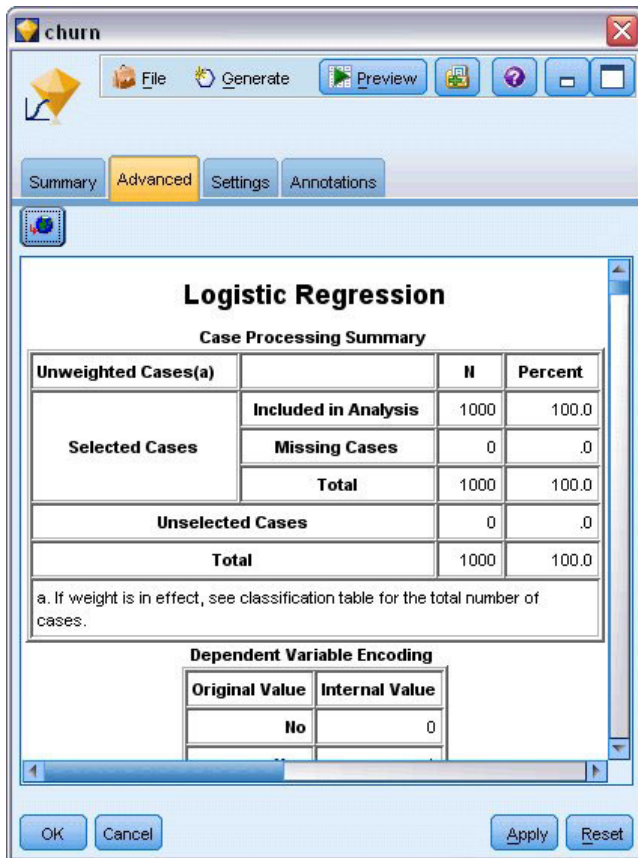 churn
File Generate Preview
Summary Advanced Settings Annotations
Logistic Regression
Case Processing Summary
Unweighted Cases(a) N Percent
Selected Cases Included in Analysis 1000 100.0
Missing Cases 0 .0
Total 1000 100.0
Unselected Cases 0 .0
Total 1000 100.0
a. If weight is in effect, see classification table for the total number of
cases.
Dependent Variable Encoding
Original Value Internal Value
No 0
OK Cancel Apply Reset